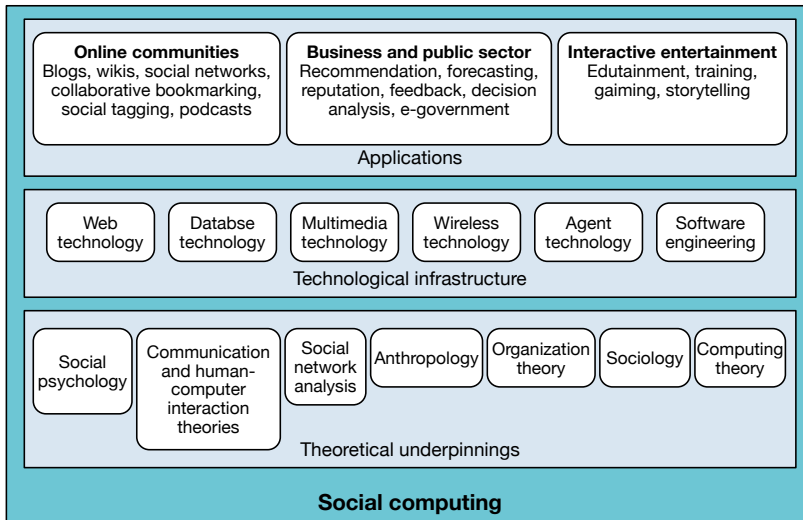 Online communities
Blogs, wikis, social networks,
collaborative bookmarking,
social tagging, podcasts
Business and public sector
Recommendation, forecasting,
reputation, feedback, decision
analysis, e-government
Interactive entertainment
Edutainment, training,
gaiming, storytelling
Applications
Web
technology
Databse
technology
Multimedia
technology
Wireless
technology
Agent
technology
Software
engineering
Technological infrastructure
Social
psychology
Communication
and human-
computer
interaction
theories
Social
network
analysis
Anthropology
Organization
theory
Sociology
Computing
theory
Theoretical underpinnings
Social computing